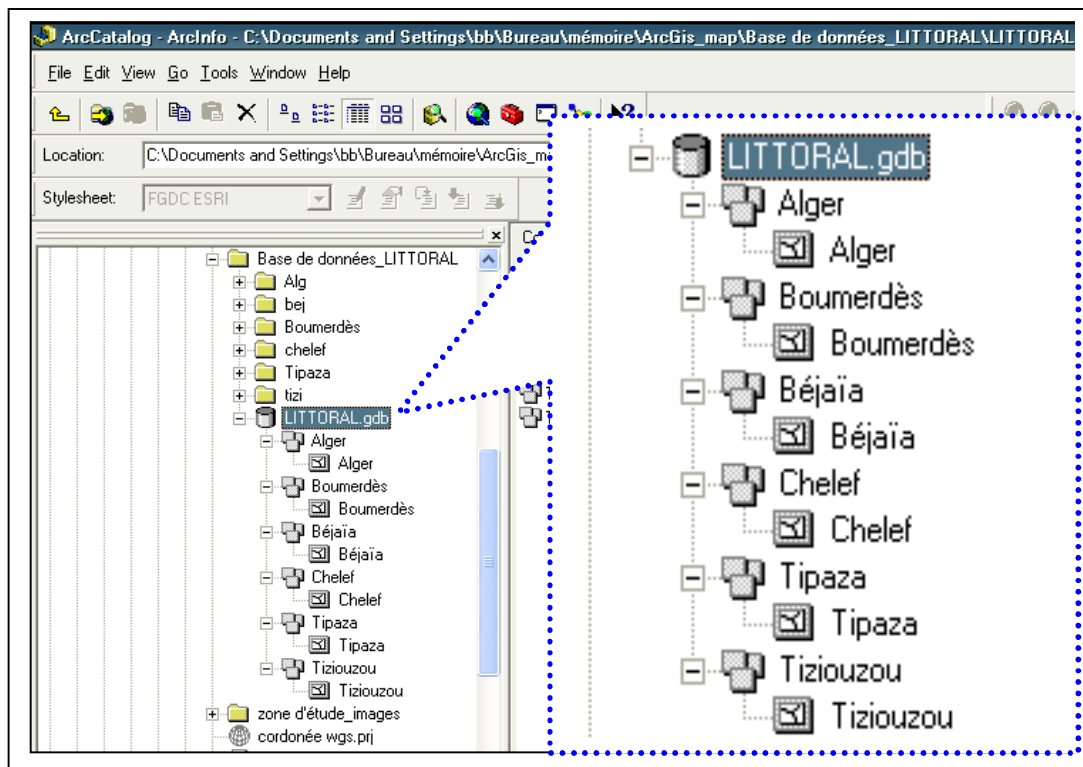 ArcCatalog - ArcInfo - C:\Documents and Settings\bb\Bureau\mémoire\ArcGis_map\Base de données_LITTORAL\LITTORAL
File Edit View Go Tools Window Help
Location: C:\Documents and Settings\bb\Bureau\mémoire\ArcGis_m
Stylesheet: FGDC ESRI
Base de données_LITTORAL
Alg
bej
Boumerdès
chelef
Tipaza
tizi
LITTORAL.gdb
Alger
Alger
Boumerdès
Boumerdès
Béjaïa
Béjaïa
Chelef
Chelef
Tipaza
Tipaza
Tiziouzou
Tiziouzou
zone d'étude_images
cordonée wgs.prj
LITTORAL.gdb
Alger
Alger
Boumerdès
Boumerdès
Béjaïa
Béjaïa
Chelef
Chelef
Tipaza
Tipaza
Tiziouzou
Tiziouzou